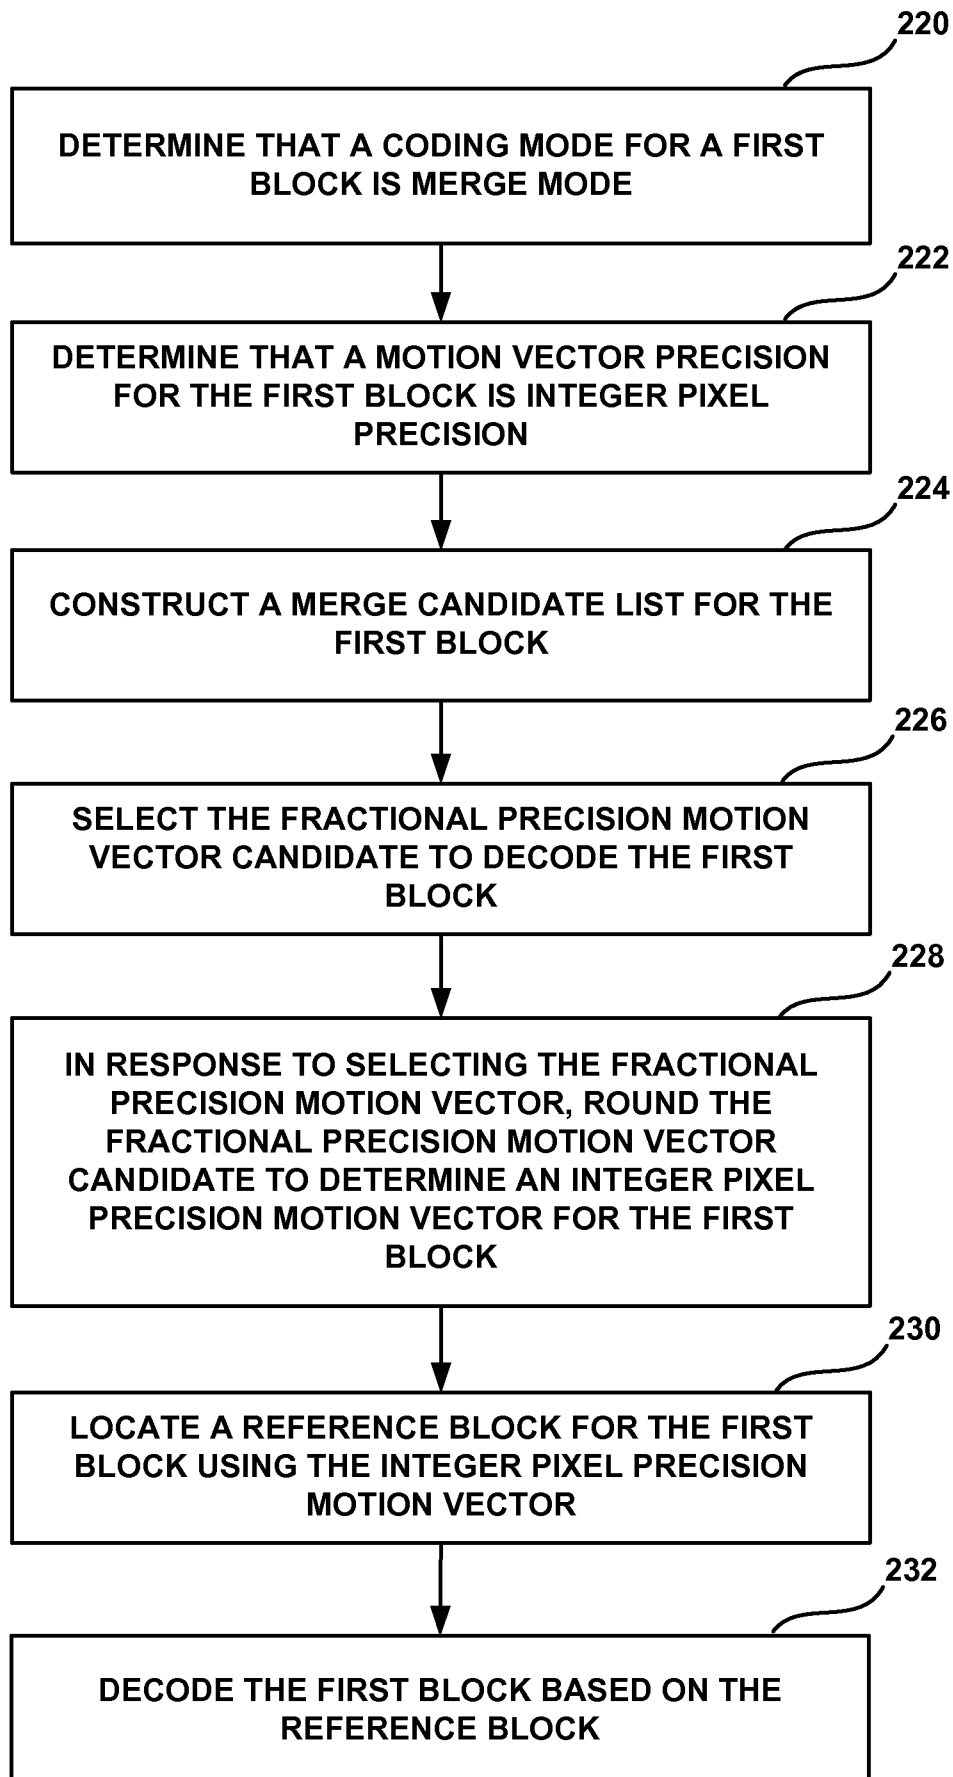 220
DETERMINE THAT A CODING MODE FOR A FIRST
BLOCK IS MERGE MODE
222
DETERMINE THAT A MOTION VECTOR PRECISION
FOR THE FIRST BLOCK IS INTEGER PIXEL
PRECISION
224
CONSTRUCT A MERGE CANDIDATE LIST FOR THE
FIRST BLOCK
226
SELECT THE FRACTIONAL PRECISION MOTION
VECTOR CANDIDATE TO DECODE THE FIRST
BLOCK
228
IN RESPONSE TO SELECTING THE FRACTIONAL
PRECISION MOTION VECTOR, ROUND THE
FRACTIONAL PRECISION MOTION VECTOR
CANDIDATE TO DETERMINE AN INTEGER PIXEL
PRECISION MOTION VECTOR FOR THE FIRST
BLOCK
230
LOCATE A REFERENCE BLOCK FOR THE FIRST
BLOCK USING THE INTEGER PIXEL PRECISION
MOTION VECTOR
232
DECODE THE FIRST BLOCK BASED ON THE
REFERENCE BLOCK